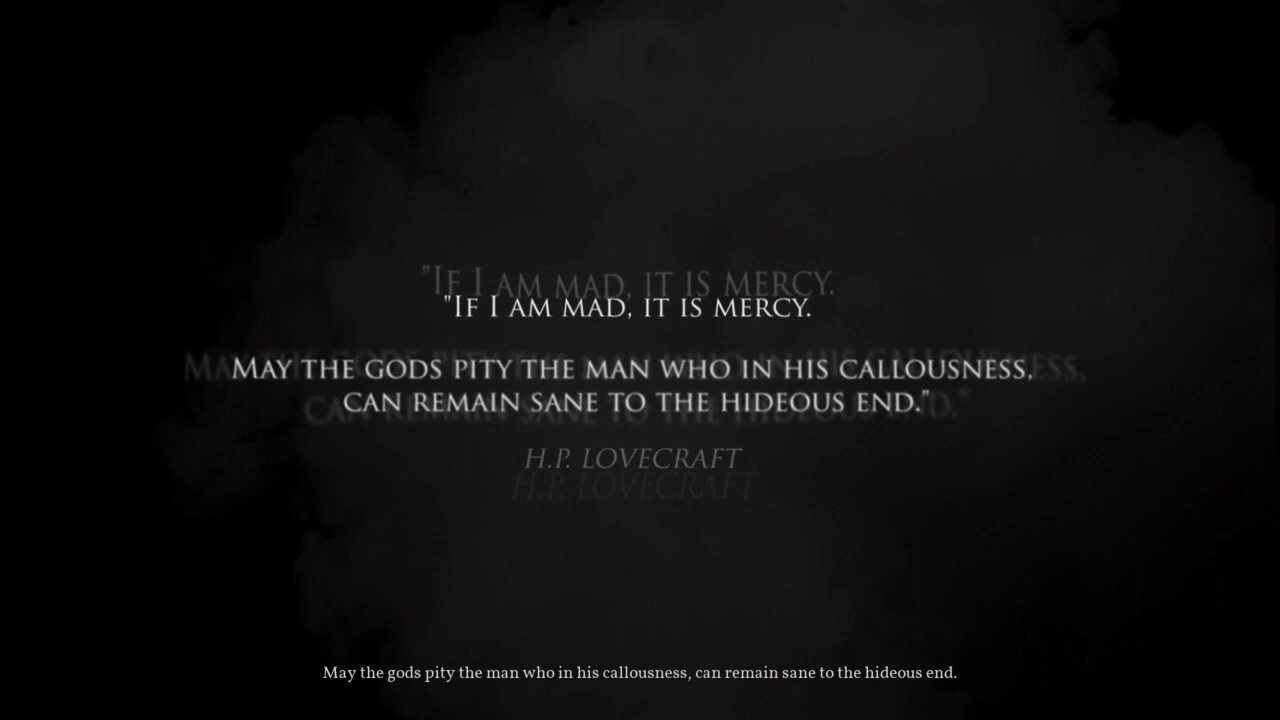 "IF I AM MAD, IT IS MERCY.
MAY THE GODS PITY THE MAN WHO IN HIS CALLOUSNESS,
CAN REMAIN SANE TO THE HIDEOUS END."
H.P. LOVECRAFT
May the gods pity the man who in his callousness, can remain sane to the hideous end.